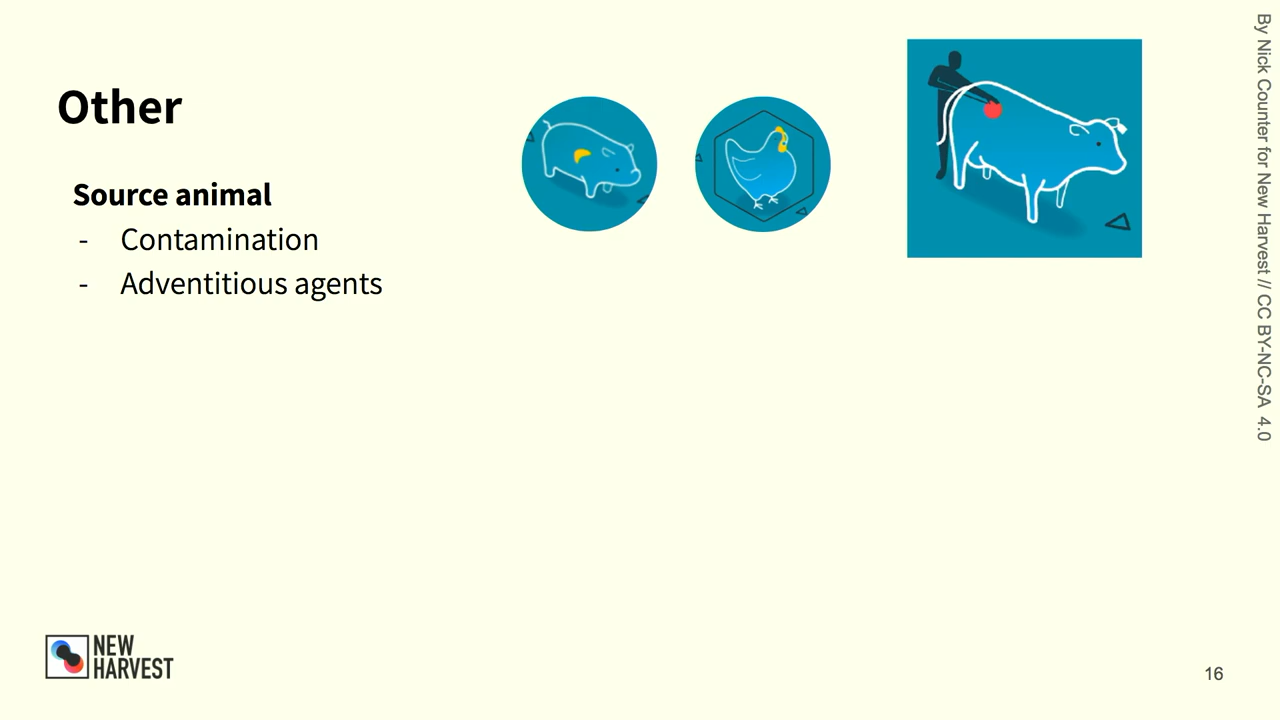 Other
Source animal
- Contamination
- Adventitious agents
By Nick Counter for New Harvest // CC BY-NC-SA 4.0
NEW
HARVEST
16